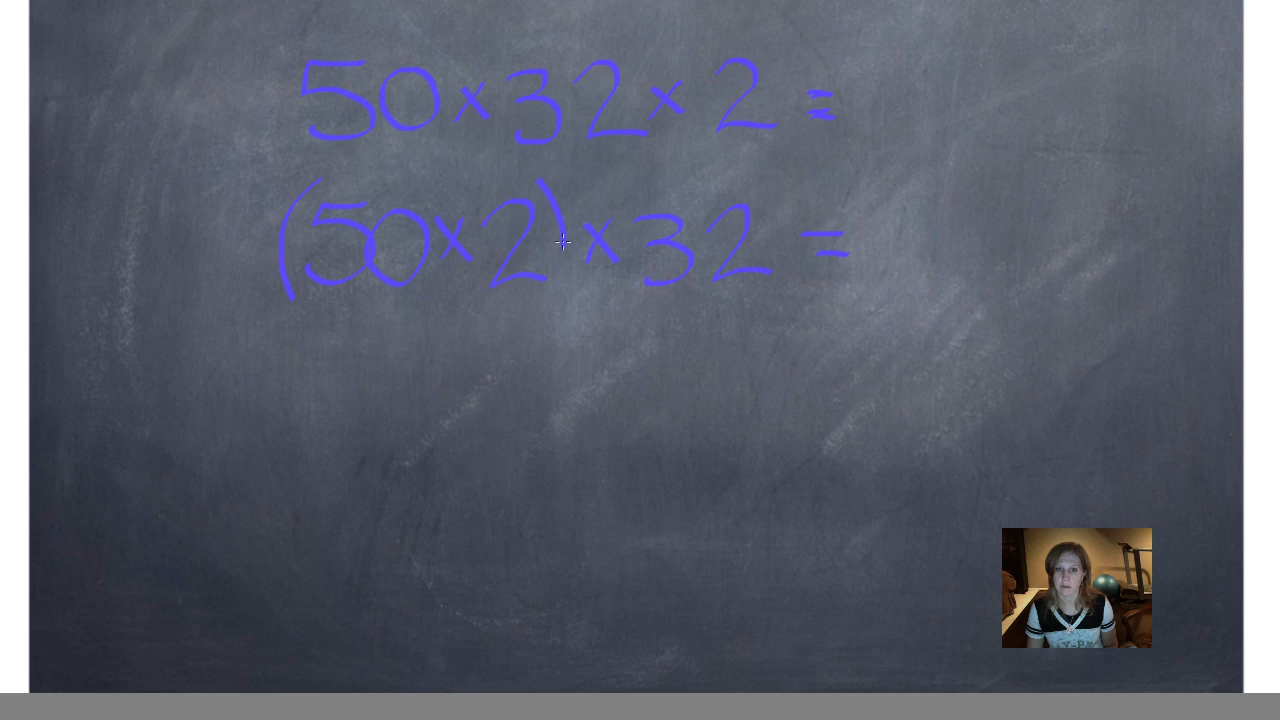 50 × 32 × 2 =
(50 × 2) × 32 =